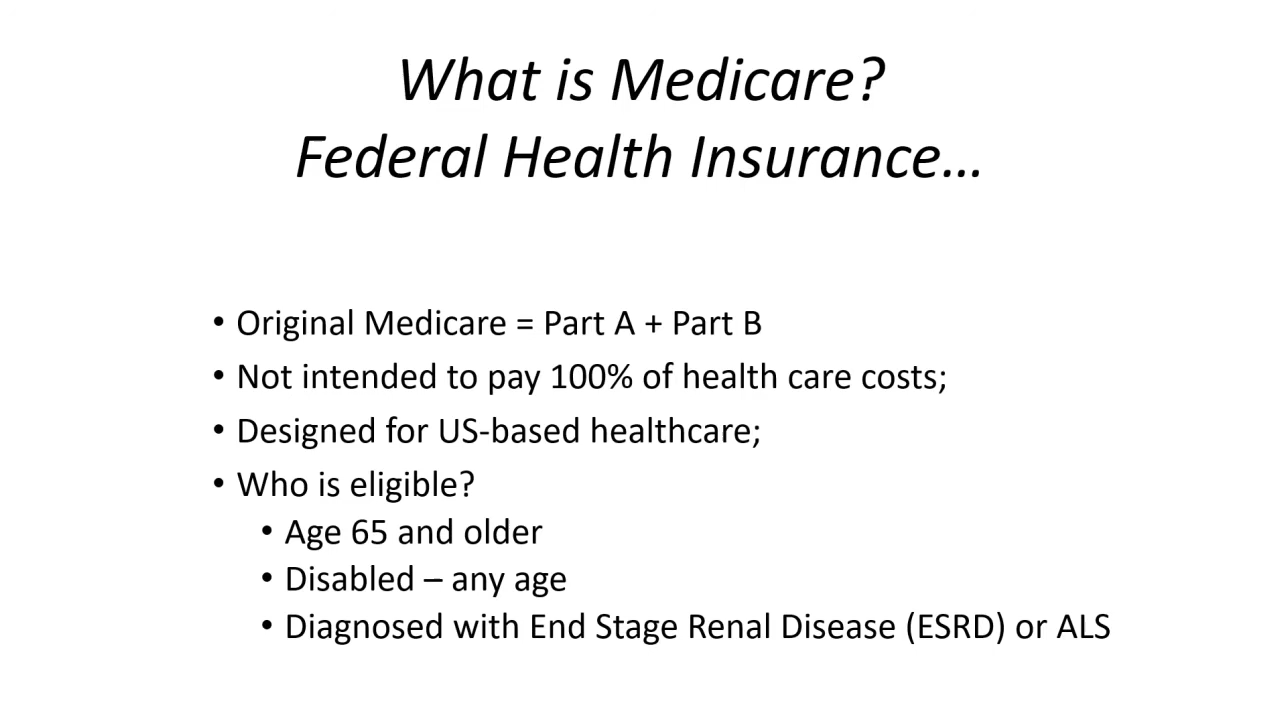 What is Medicare?
Federal Health Insurance…
• Original Medicare = Part A + Part B
• Not intended to pay 100% of health care costs;
• Designed for US-based healthcare;
• Who is eligible?
• Age 65 and older
• Disabled – any age
• Diagnosed with End Stage Renal Disease (ESRD) or ALS